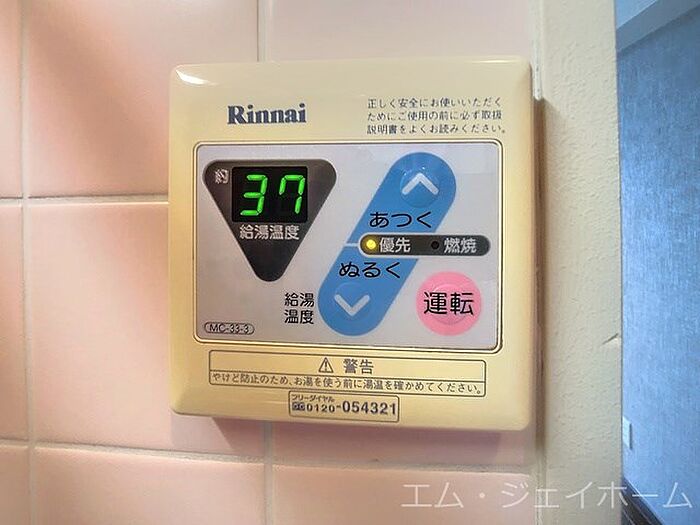 Rinnai
正しく安全にお使いいただく
ためにご使用の前に必ず取扱
説明書をよくお読みください。
約
37
給湯温度
あつく
優先
燃焼
ぬるく
給湯
温度
運転
MC-33-3
警告
やけど防止のため、お湯を使う前に湯温を確かめてください。
フリーダイヤル
0120-054321
エム・ジェイホーム